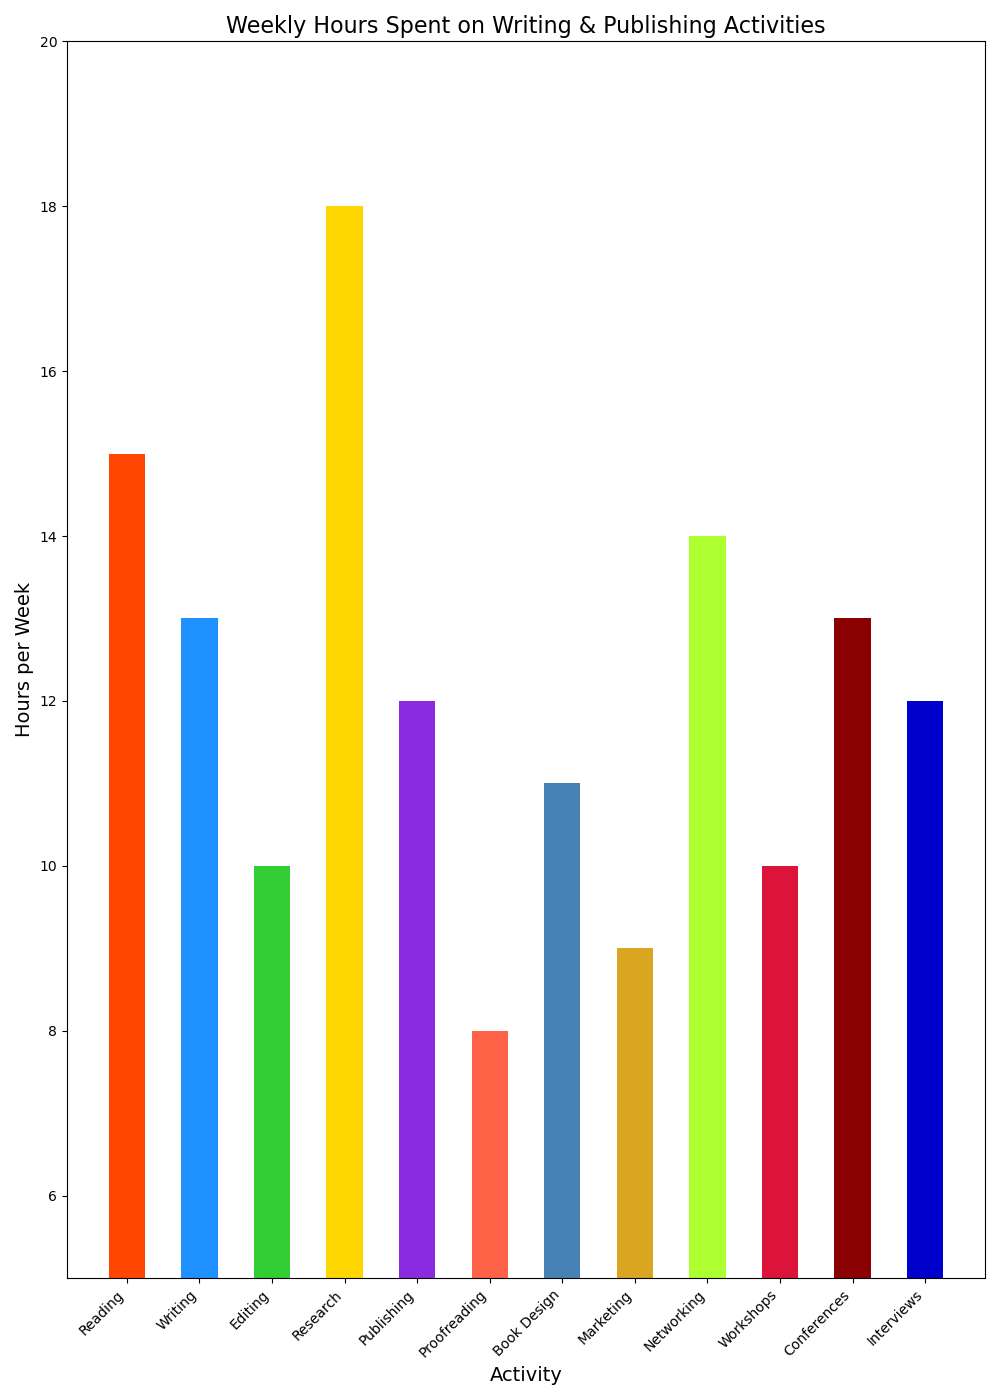 Weekly Hours Spent on Writing & Publishing Activities
20
18
16
14
12
10
8
6
Hours per Week
Reading
Writing
Editing
Research
Publishing
Proofreading
Book Design
Marketing
Networking
Workshops
Conferences
Interviews
Activity